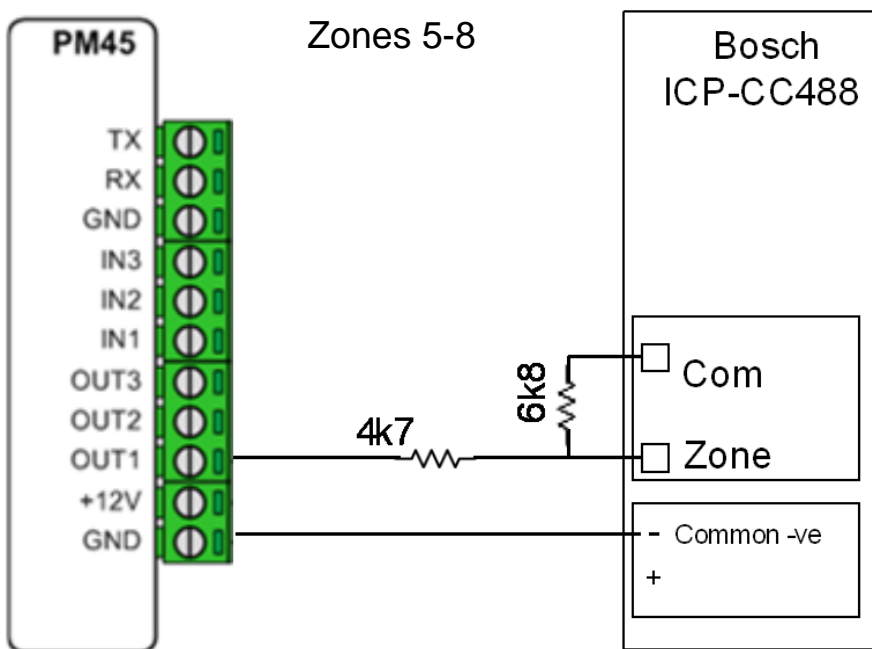 PM45
Zones 5-8
Bosch
ICP-CC488
TX
RX
GND
IN3
IN2
IN1
OUT3
OUT2
OUT1
+12V
GND
4k7
6k8
Com
Zone
- Common -ve
+